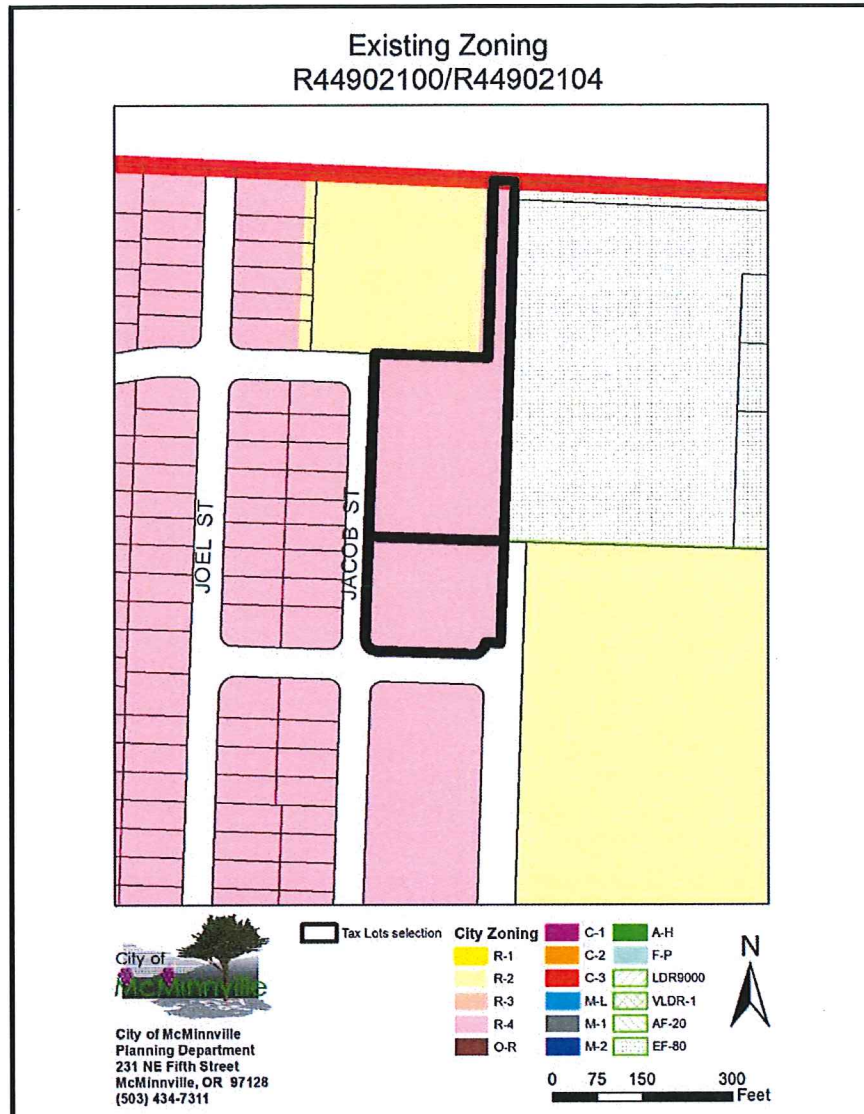 Existing Zoning
R44902100/R44902104
JOEL ST
JACOB ST
City of
McMinnville
City of McMinnville
Planning Department
231 NE Fifth Street
McMinnville, OR 97128
(503) 434-7311
Tax Lots selection
City Zoning
R-1
R-2
R-3
R-4
O-R
C-1
C-2
C-3
M-L
M-1
M-2
A-H
F-P
LDR9000
VLDR-1
AF-20
EF-80
N
0 75 150 300
Feet